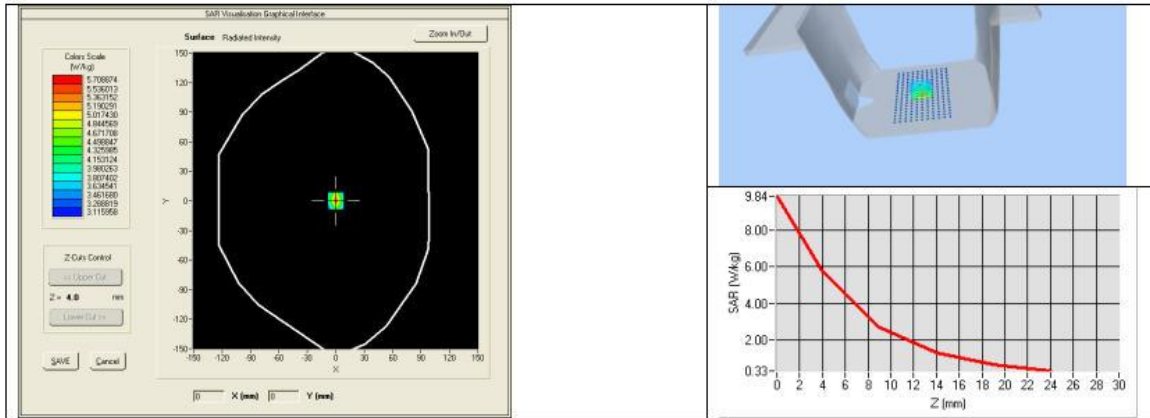 SAR Visualisation Graphical Interface
Surface Radiated Intensity
Zoom In/Out
Colors Scale
(W/kg)
5.708874
5.536013
5.363152
5.190291
5.017430
4.844569
4.671708
4.498847
4.325985
4.153124
3.980263
3.807402
3.634541
3.461680
3.288819
3.115958
Z-Cuts Control
<< Upper Cut
Z = 4.0 mm
Lower Cut >>
SAVE Cancel
150
120
90
60
30
0
-30
-60
-90
-120
-150
Y
-150 -120 -90 -60 -30 0 30 60 90 120 150
X
0 X (mm) 0 Y (mm)
9.84
8.00
6.00
4.00
2.00
0.33
SAR (W/kg)
0 2 4 6 8 10 12 14 16 18 20 22 24 26 28 30
Z (mm)